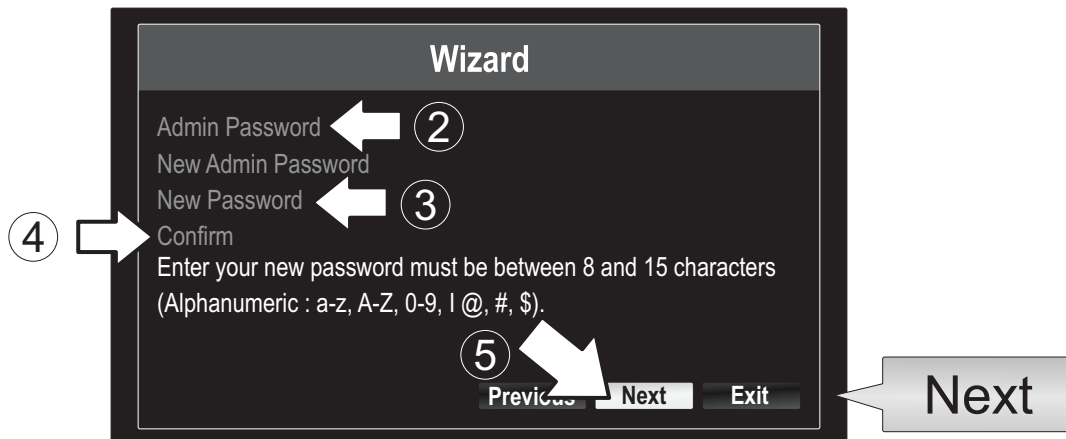 Wizard
Admin Password ②
New Admin Password
New Password ③
④ Confirm
Enter your new password must be between 8 and 15 characters
(Alphanumeric : a-z, A-Z, 0-9, I @, #, $).
⑤
Previous Next Exit
Next